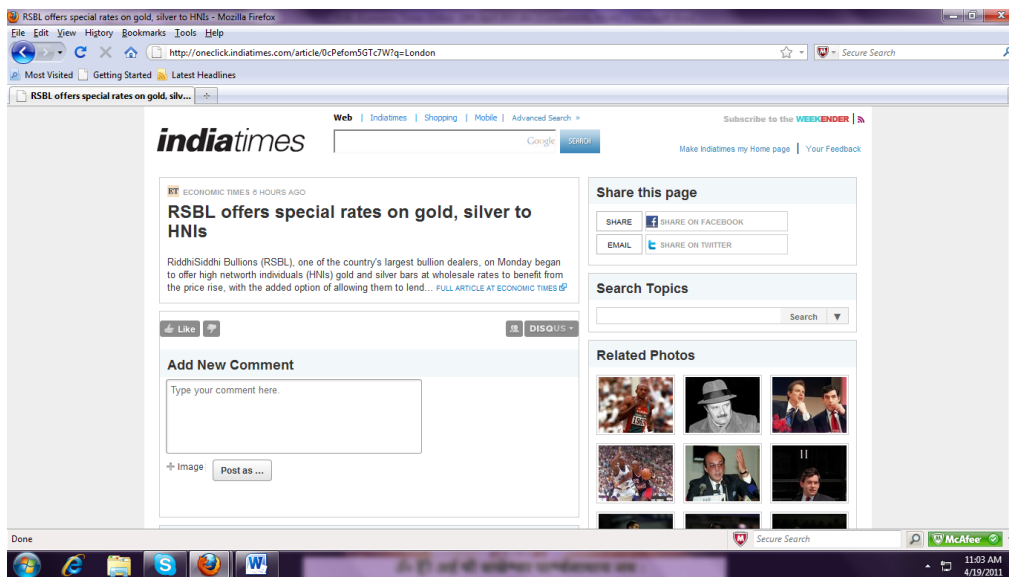 RSBL offers special rates on gold, silver to HNIs - Mozilla Firefox
File Edit View History Bookmarks Tools Help
http://oneclick.indiatimes.com/article/0cPefom5GTc7W?q=London
Secure Search
Most Visited Getting Started Latest Headlines
RSBL offers special rates on gold, silv...
indiatimes
Web | Indiatimes | Shopping | Mobile | Advanced Search »
Google SEARCH
Subscribe to the WEEKENDER
Make Indiatimes my Home page | Your Feedback
ET ECONOMIC TIMES 6 HOURS AGO
RSBL offers special rates on gold, silver to
HNIs
RiddhiSiddhi Bullions (RSBL), one of the country's largest bullion dealers, on Monday began
to offer high networth individuals (HNIs) gold and silver bars at wholesale rates to benefit from
the price rise, with the added option of allowing them to lend... FULL ARTICLE AT ECONOMIC TIMES
Like
DISQUS
Add New Comment
Type your comment here.
Image
Post as ...
Share this page
SHARE SHARE ON FACEBOOK
EMAIL SHARE ON TWITTER
Search Topics
Search
Related Photos
Done
Secure Search
McAfee
11:03 AM
4/19/2011